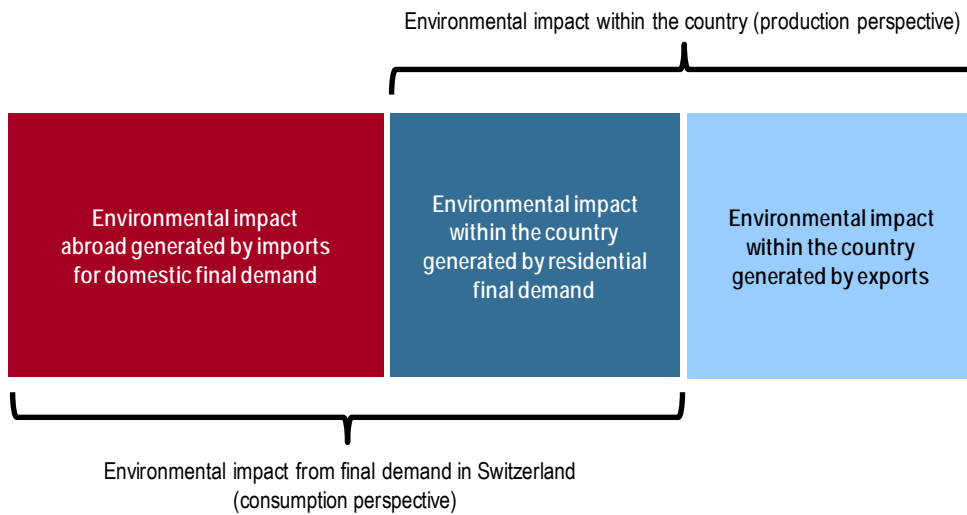 Environmental impact within the country (production perspective)
Environmental impact
abroad generated by imports
for domestic final demand
Environmental impact
within the country
generated by residential
final demand
Environmental impact
within the country
generated by exports
Environmental impact from final demand in Switzerland
(consumption perspective)